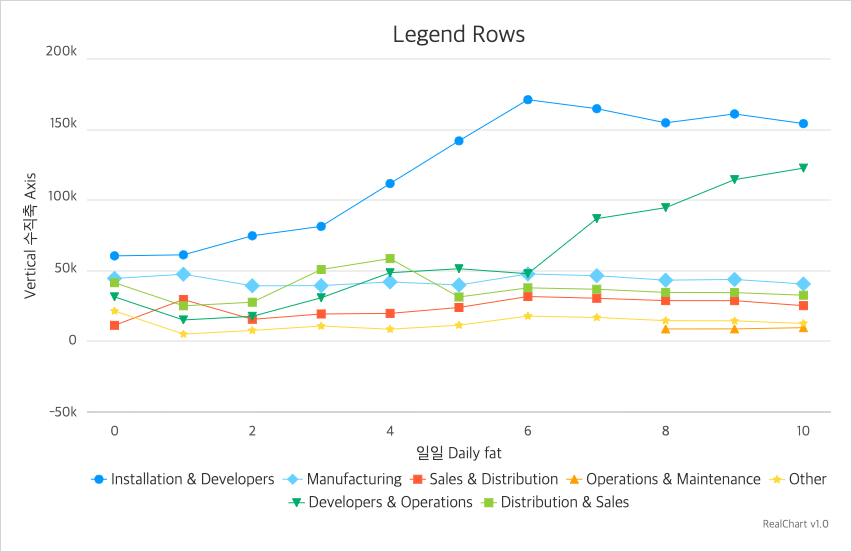 Legend Rows
200k
150k
100k
50k
0
-50k
Vertical 수직축 Axis
0 2 4 6 8 10
일일 Daily fat
Installation & Developers Manufacturing Sales & Distribution Operations & Maintenance Other
Developers & Operations Distribution & Sales
RealChart v1.0